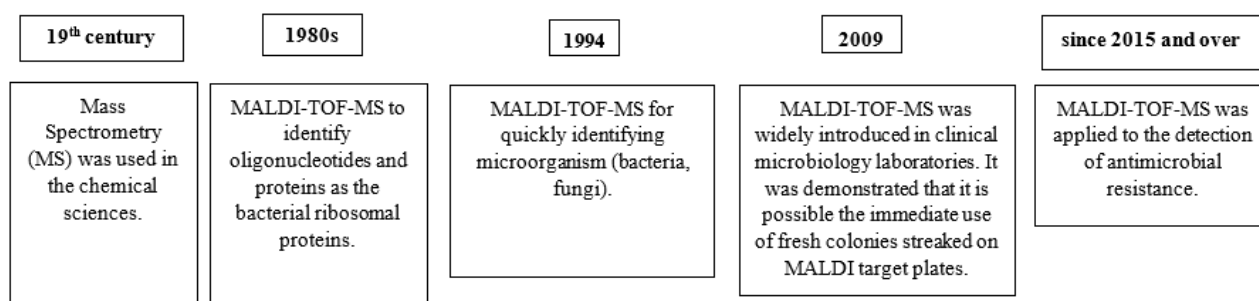 19th century
Mass
Spectrometry
(MS) was used in
the chemical
sciences.
1980s
MALDI-TOF-MS to
identify
oligonucleotides and
proteins as the
bacterial ribosomal
proteins.
1994
MALDI-TOF-MS for
quickly identifying
microorganism (bacteria,
fungi).
2009
MALDI-TOF-MS was
widely introduced in clinical
microbiology laboratories. It
was demonstrated that it is
possible the immediate use
of fresh colonies streaked on
MALDI target plates.
since 2015 and over
MALDI-TOF-MS was
applied to the detection
of antimicrobial
resistance.